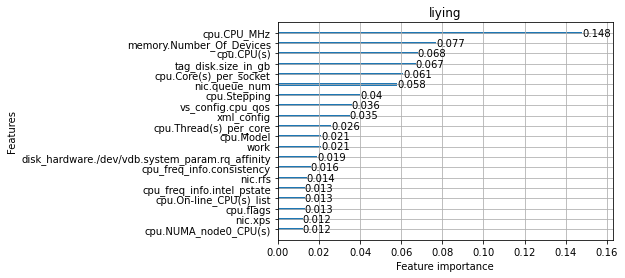 liying
Features
cpu.CPU_MHz 0.148
memory.Number_Of_Devices 0.077
cpu.CPU(s) 0.068
tag_disk.size_in_gb 0.067
cpu.Core(s)_per_socket 0.061
nic.queue_num 0.058
cpu.Stepping 0.04
vs_config.cpu_qos 0.036
xml_config 0.035
cpu.Thread(s)_per_core 0.026
cpu.Model 0.021
work 0.021
disk_hardware./dev/vdb.system_param.rq_affinity 0.019
cpu_freq_info.consistency 0.016
nic.rfs 0.014
cpu_freq_info.intel_pstate 0.013
cpu.On-line_CPU(s)_list 0.013
cpu.flags 0.013
nic.xps 0.012
cpu.NUMA_node0_CPU(s) 0.012
0.00 0.02 0.04 0.06 0.08 0.10 0.12 0.14 0.16
Feature importance